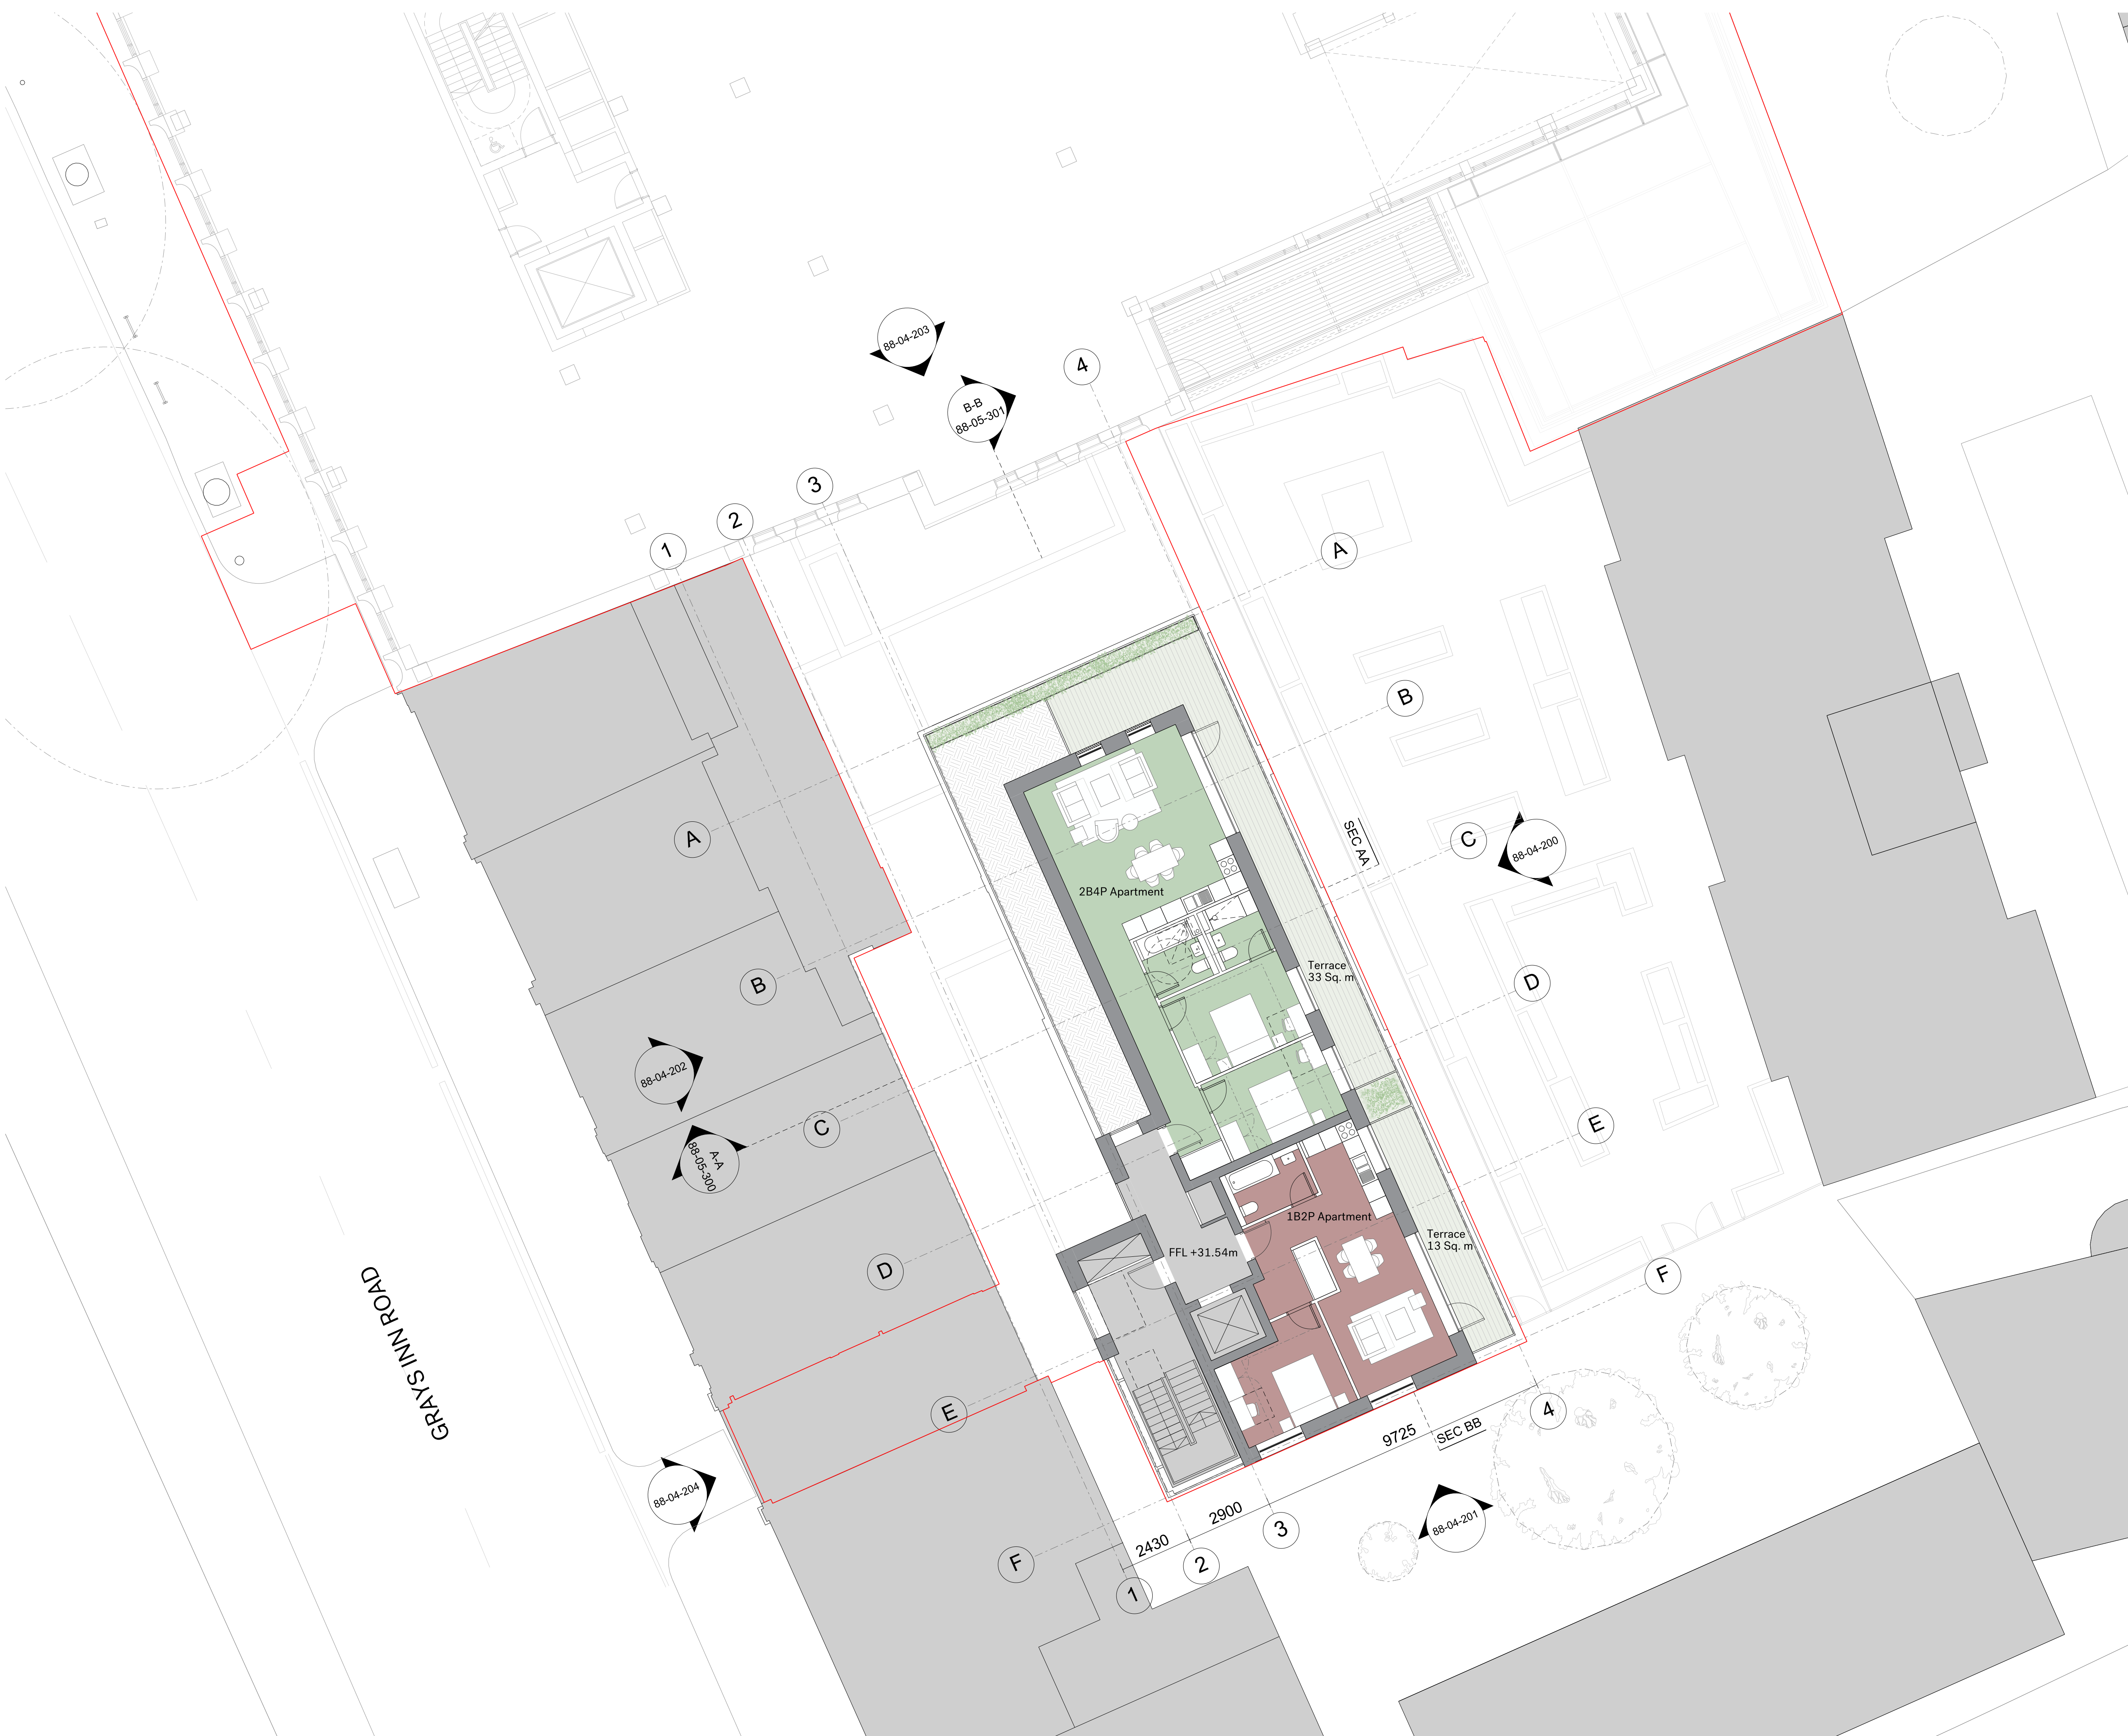 88-04-203
4
B-B
88-05-301
3
2
1
A
A
B
B
C
88-04-200
SEC AA
2B4P Apartment
Terrace
33 Sq. m
D
88-04-202
C
E
A-A
88-05-300
1B2P Apartment
Terrace
13 Sq. m
FFL +31.54m
D
F
GRAYS INN ROAD
E
4
9725
SEC BB
88-04-204
2900
3
88-04-201
2430
2
F
1